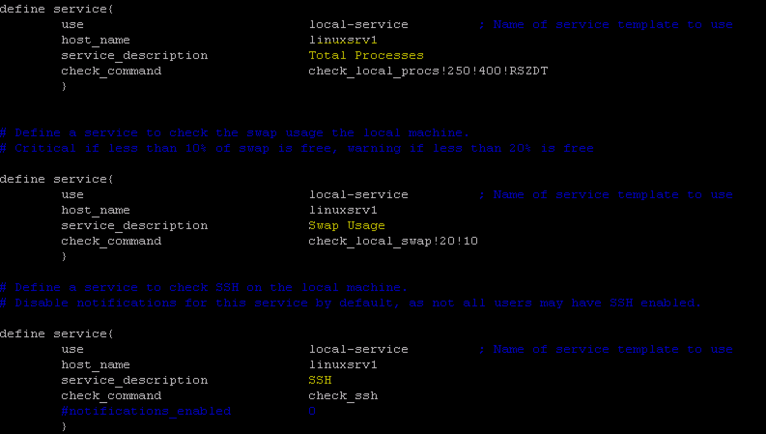 define service{
use local-service ; Name of service template to use
host_name linuxsrv1
service_description Total Processes
check_command check_local_procs!250!400!RSZDT
}
# Define a service to check the swap usage the local machine.
# Critical if less than 10% of swap is free, warning if less than 20% is free
define service{
use local-service ; Name of service template to use
host_name linuxsrv1
service_description Swap Usage
check_command check_local_swap!20!10
}
# Define a service to check SSH on the local machine.
# Disable notifications for this service by default, as not all users may have SSH enabled.
define service{
use local-service ; Name of service template to use
host_name linuxsrv1
service_description SSH
check_command check_ssh
#notifications_enabled 0
}